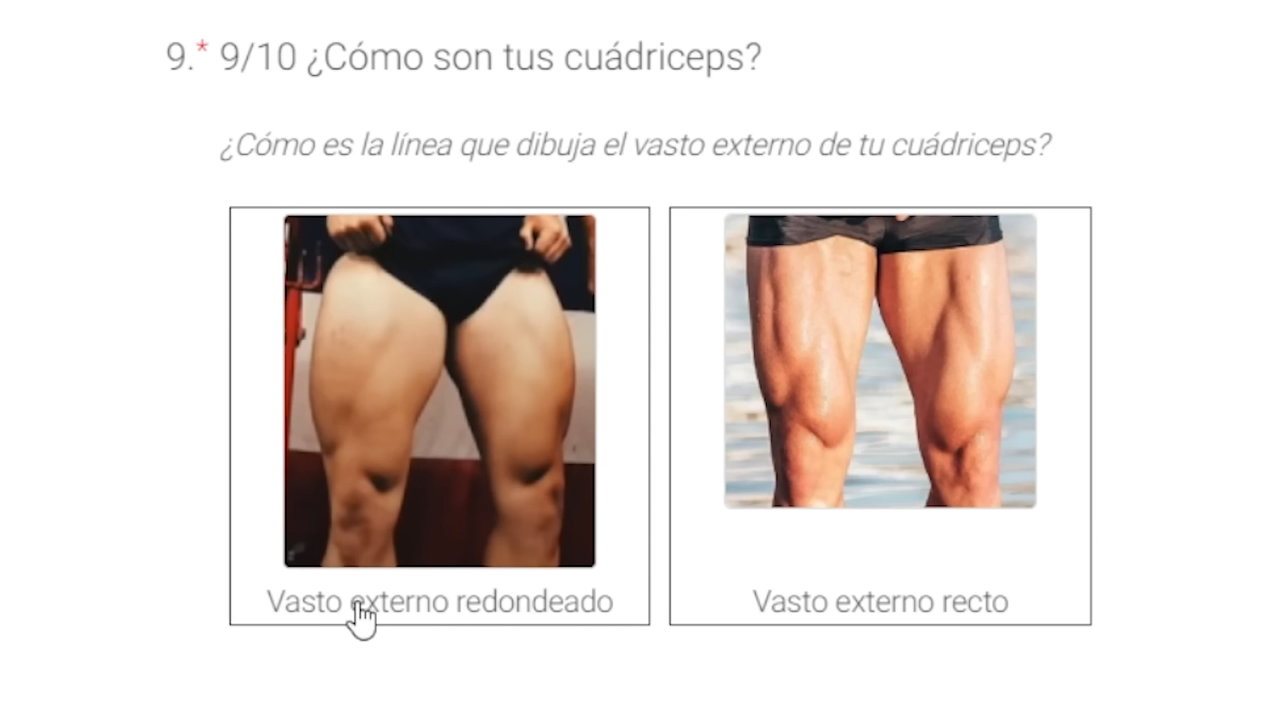 9.* 9/10 ¿Cómo son tus cuádriceps?
¿Cómo es la línea que dibuja el vasto externo de tu cuádriceps?
Vasto externo redondeado
Vasto externo recto